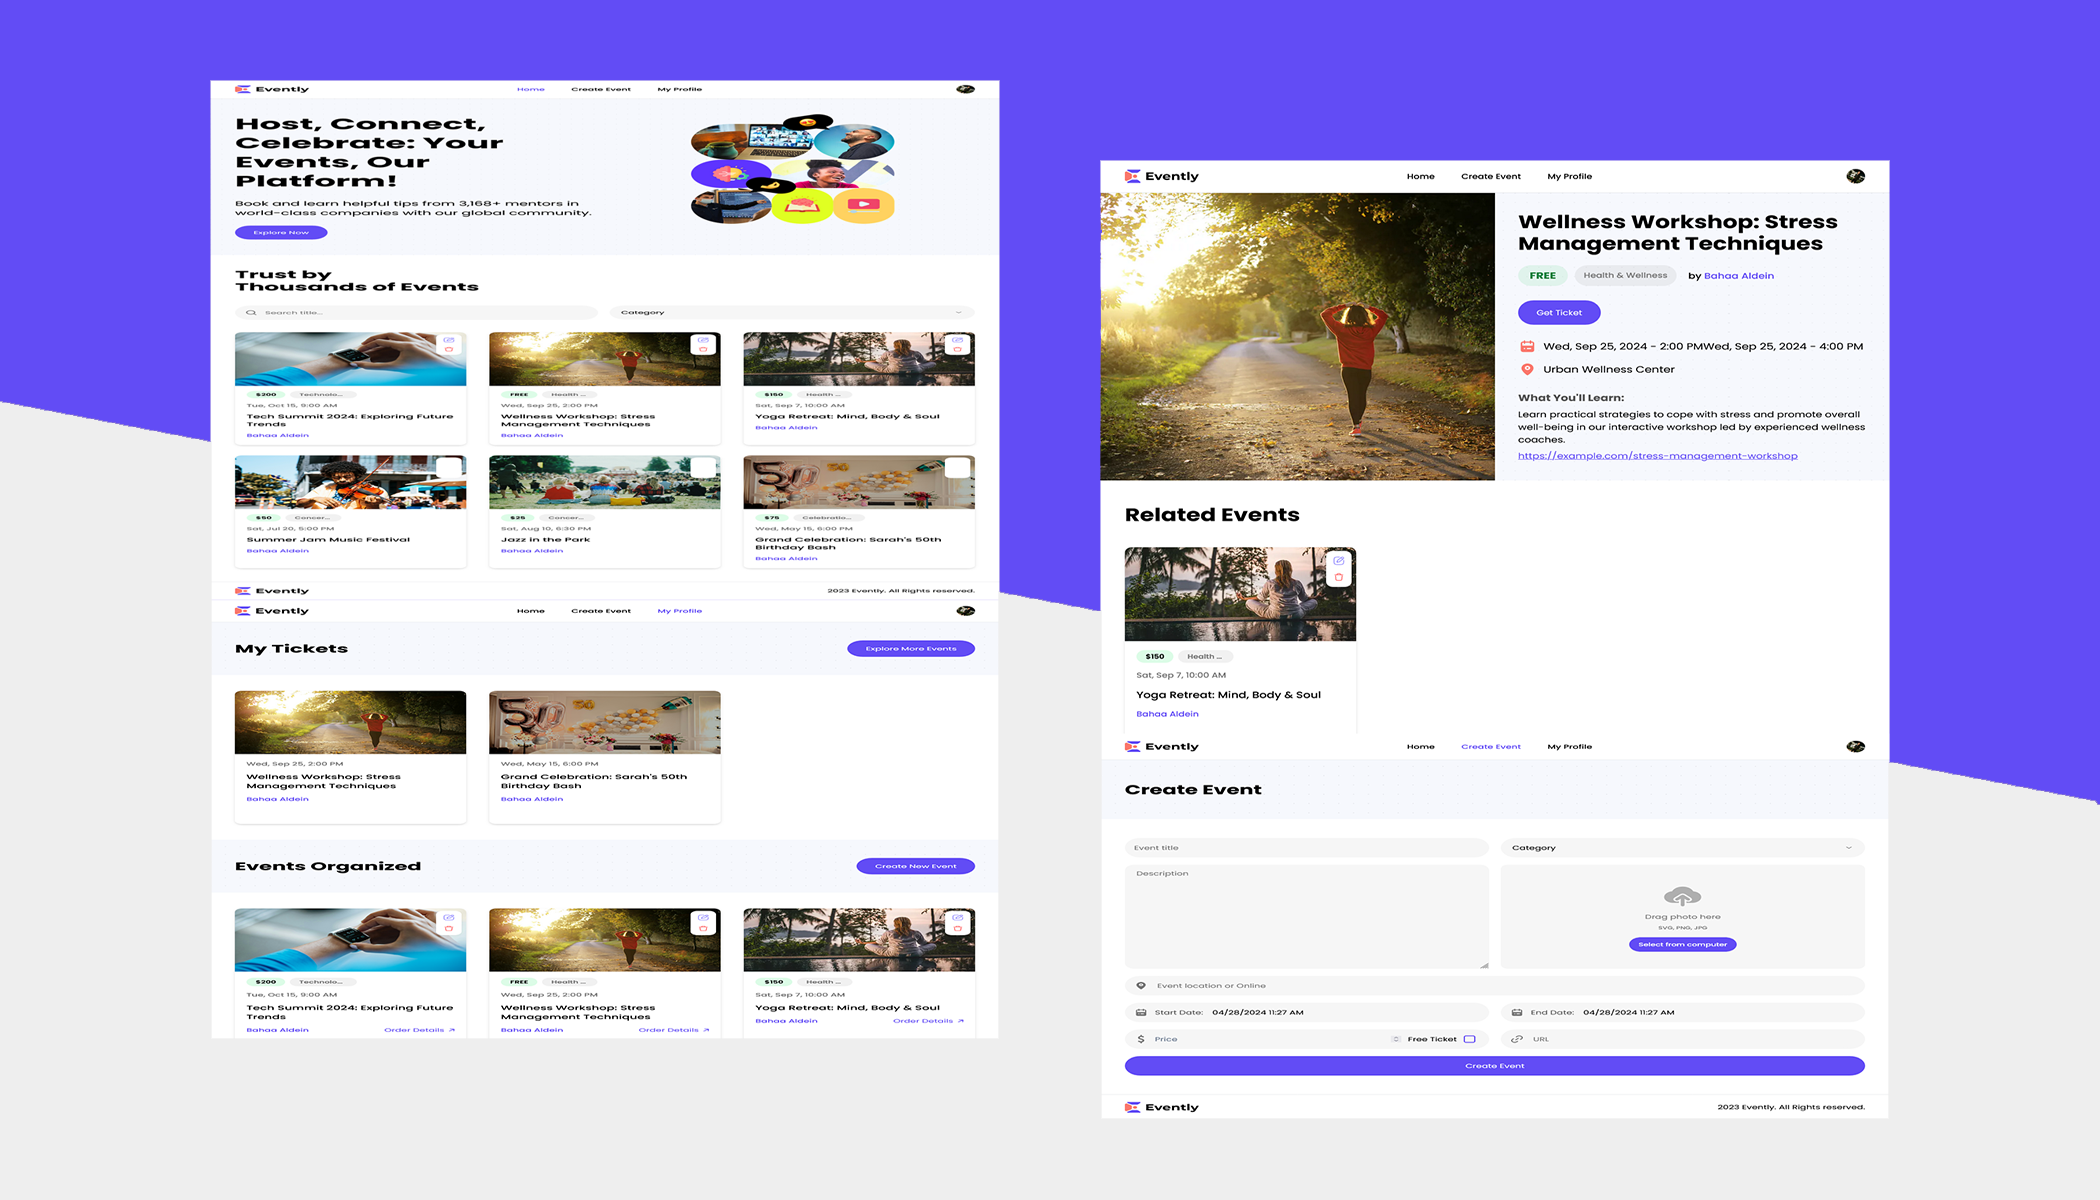 Evently
Home Create Event My Profile
Host, Connect,
Celebrate: Your
Events, Our
Platform!
Book and learn helpful tips from 3,168+ mentors in
world-class companies with our global community.
Explore Now
Trust by
Thousands of Events
Search title...
Category
$200 Technolo...
Tue, Oct 15, 9:00 AM
Tech Summit 2024: Exploring Future
Trends
Bahaa Aldein
FREE Health ...
Wed, Sep 25, 2:00 PM
Wellness Workshop: Stress
Management Techniques
Bahaa Aldein
$150 Health ...
Sat, Sep 7, 10:00 AM
Yoga Retreat: Mind, Body & Soul
Bahaa Aldein
$50 Concer...
Sat, Jul 20, 5:00 PM
Summer Jam Music Festival
Bahaa Aldein
$25 Concer...
Sat, Aug 10, 6:30 PM
Jazz in the Park
Bahaa Aldein
$75 Celebratio...
Wed, May 15, 6:00 PM
Grand Celebration: Sarah's 50th
Birthday Bash
Bahaa Aldein
Evently
2023 Evently. All Rights reserved.
Evently
Home Create Event My Profile
My Tickets
Explore More Events
Wed, Sep 25, 2:00 PM
Wellness Workshop: Stress
Management Techniques
Bahaa Aldein
Wed, May 15, 6:00 PM
Grand Celebration: Sarah's 50th
Birthday Bash
Bahaa Aldein
Events Organized
Create New Event
$200 Technolo...
Tue, Oct 15, 9:00 AM
Tech Summit 2024: Exploring Future
Trends
Bahaa Aldein Order Details
FREE Health ...
Wed, Sep 25, 2:00 PM
Wellness Workshop: Stress
Management Techniques
Bahaa Aldein Order Details
$150 Health ...
Sat, Sep 7, 10:00 AM
Yoga Retreat: Mind, Body & Soul
Bahaa Aldein Order Details
Evently
Home Create Event My Profile
Wellness Workshop: Stress
Management Techniques
FREE Health & Wellness by Bahaa Aldein
Get Ticket
Wed, Sep 25, 2024 - 2:00 PMWed, Sep 25, 2024 - 4:00 PM
Urban Wellness Center
What You'll Learn:
Learn practical strategies to cope with stress and promote overall
well-being in our interactive workshop led by experienced wellness
coaches.
https://example.com/stress-management-workshop
Related Events
$150 Health ...
Sat, Sep 7, 10:00 AM
Yoga Retreat: Mind, Body & Soul
Bahaa Aldein
Evently
Home Create Event My Profile
Create Event
Event title
Category
Description
Drag photo here
SVG, PNG, JPG
Select from computer
Event location or Online
Start Date: 04/28/2024 11:27 AM
End Date: 04/28/2024 11:27 AM
$ Price
Free Ticket
URL
Create Event
Evently
2023 Evently. All Rights reserved.